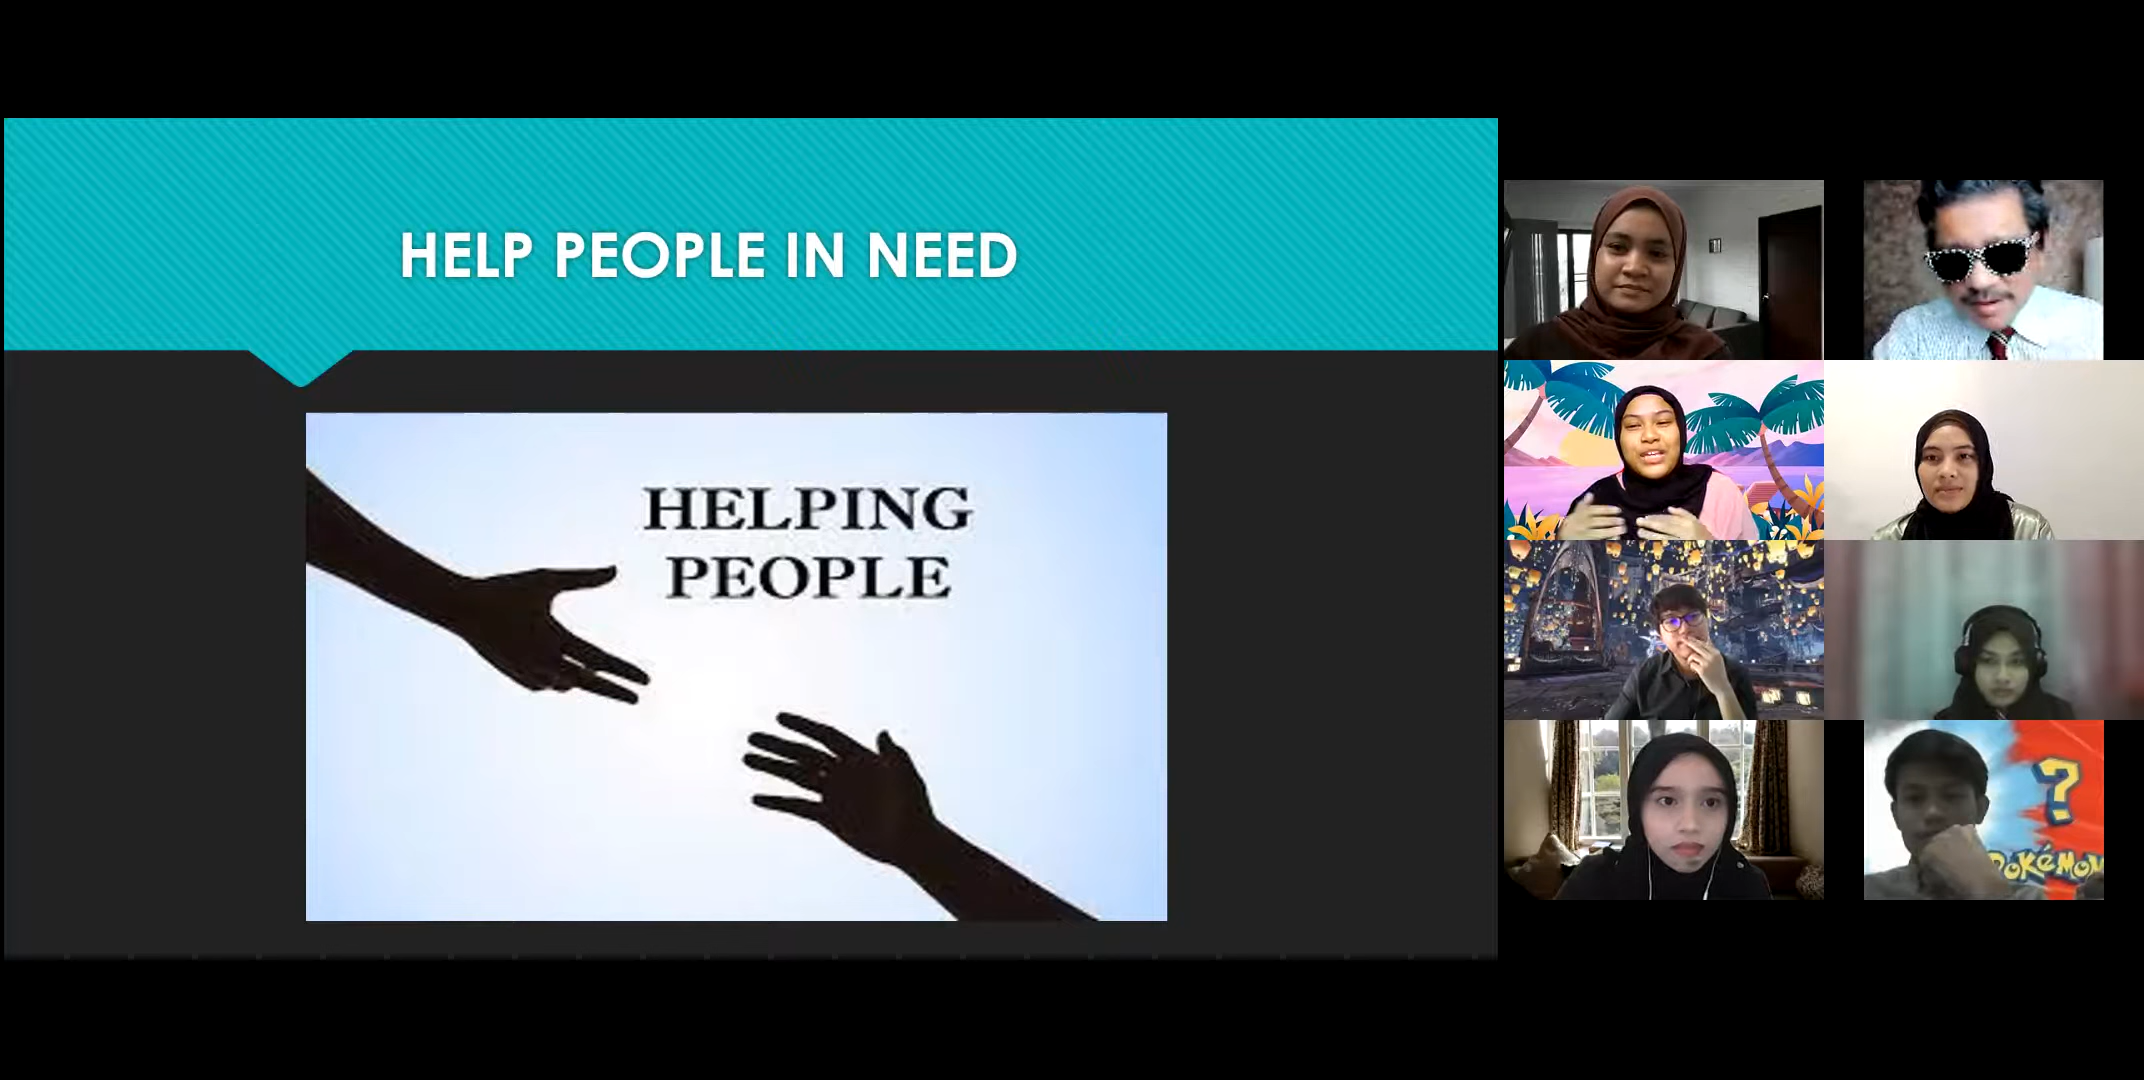 HELP PEOPLE IN NEED
HELPING
PEOPLE
?
POKéMON